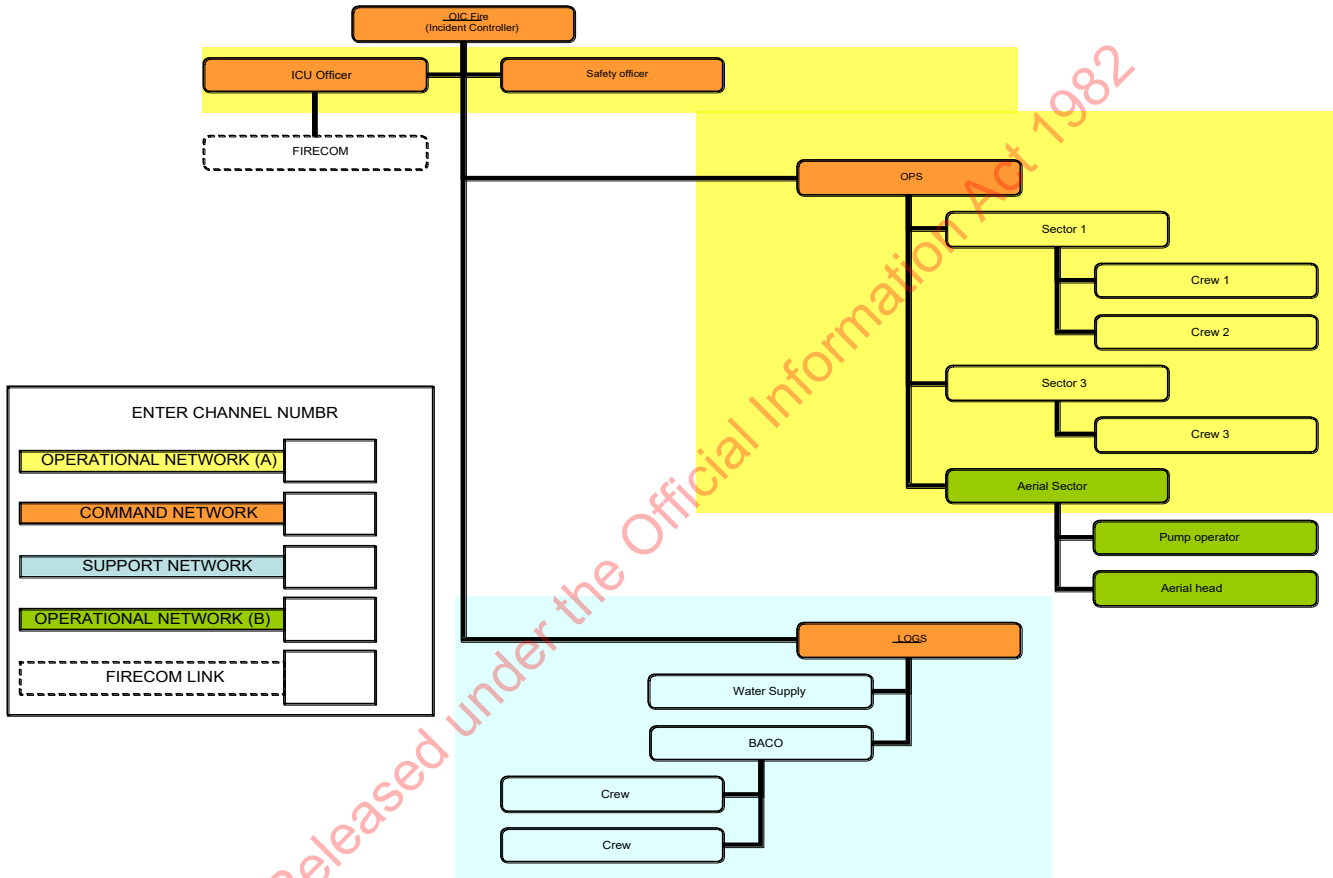 OIC Fire
(Incident Controller)
ICU Officer
Safety officer
FIRECOM
OPS
Sector 1
Crew 1
Crew 2
Sector 3
Crew 3
Aerial Sector
Pump operator
Aerial head
ENTER CHANNEL NUMBR
OPERATIONAL NETWORK (A)
COMMAND NETWORK
SUPPORT NETWORK
OPERATIONAL NETWORK (B)
FIRECOM LINK
LOGS
Water Supply
BACO
Crew
Crew
Released under the Official Information Act 1982